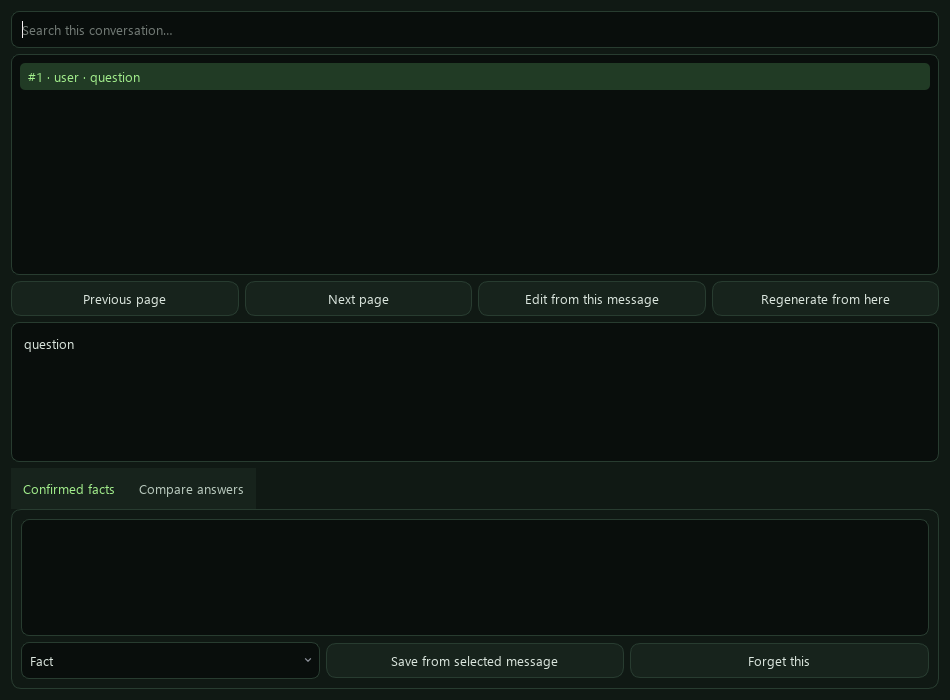 Search this conversation...
#1 · user · question
Previous page
Next page
Edit from this message
Regenerate from here
question
Confirmed facts
Compare answers
Fact
Save from selected message
Forget this